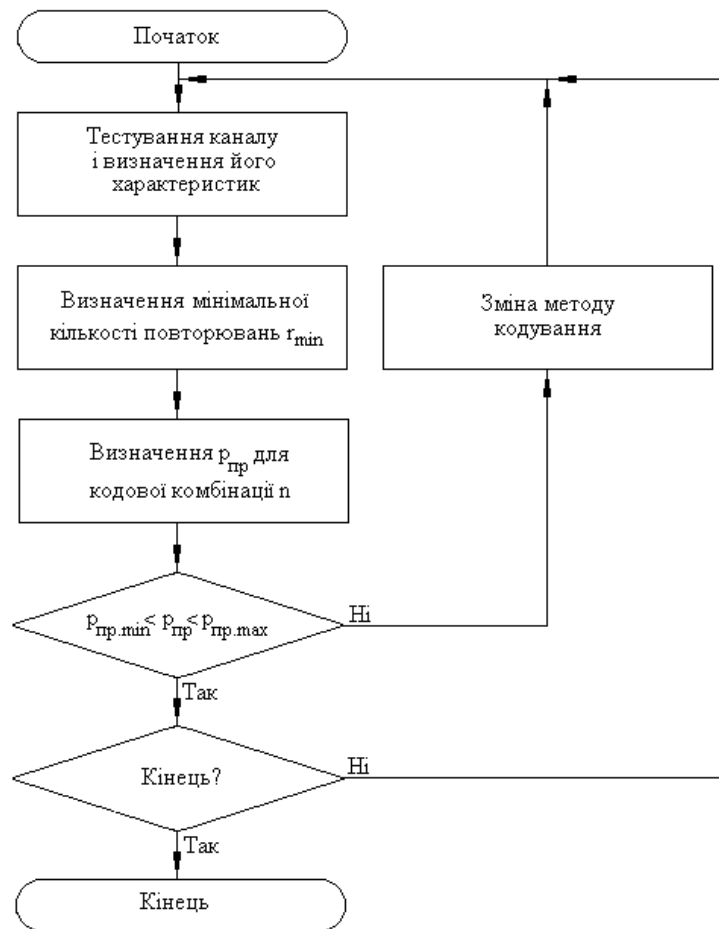 Початок
Тестування каналу
і визначення його
характеристик
Визначення мінімальної
кількості повторювань r_min
Зміна методу
кодування
Визначення p_пр для
кодової комбінації n
p_пр.min < p_пр < p_пр.max
Ні
Так
Кінець?
Ні
Так
Кінець